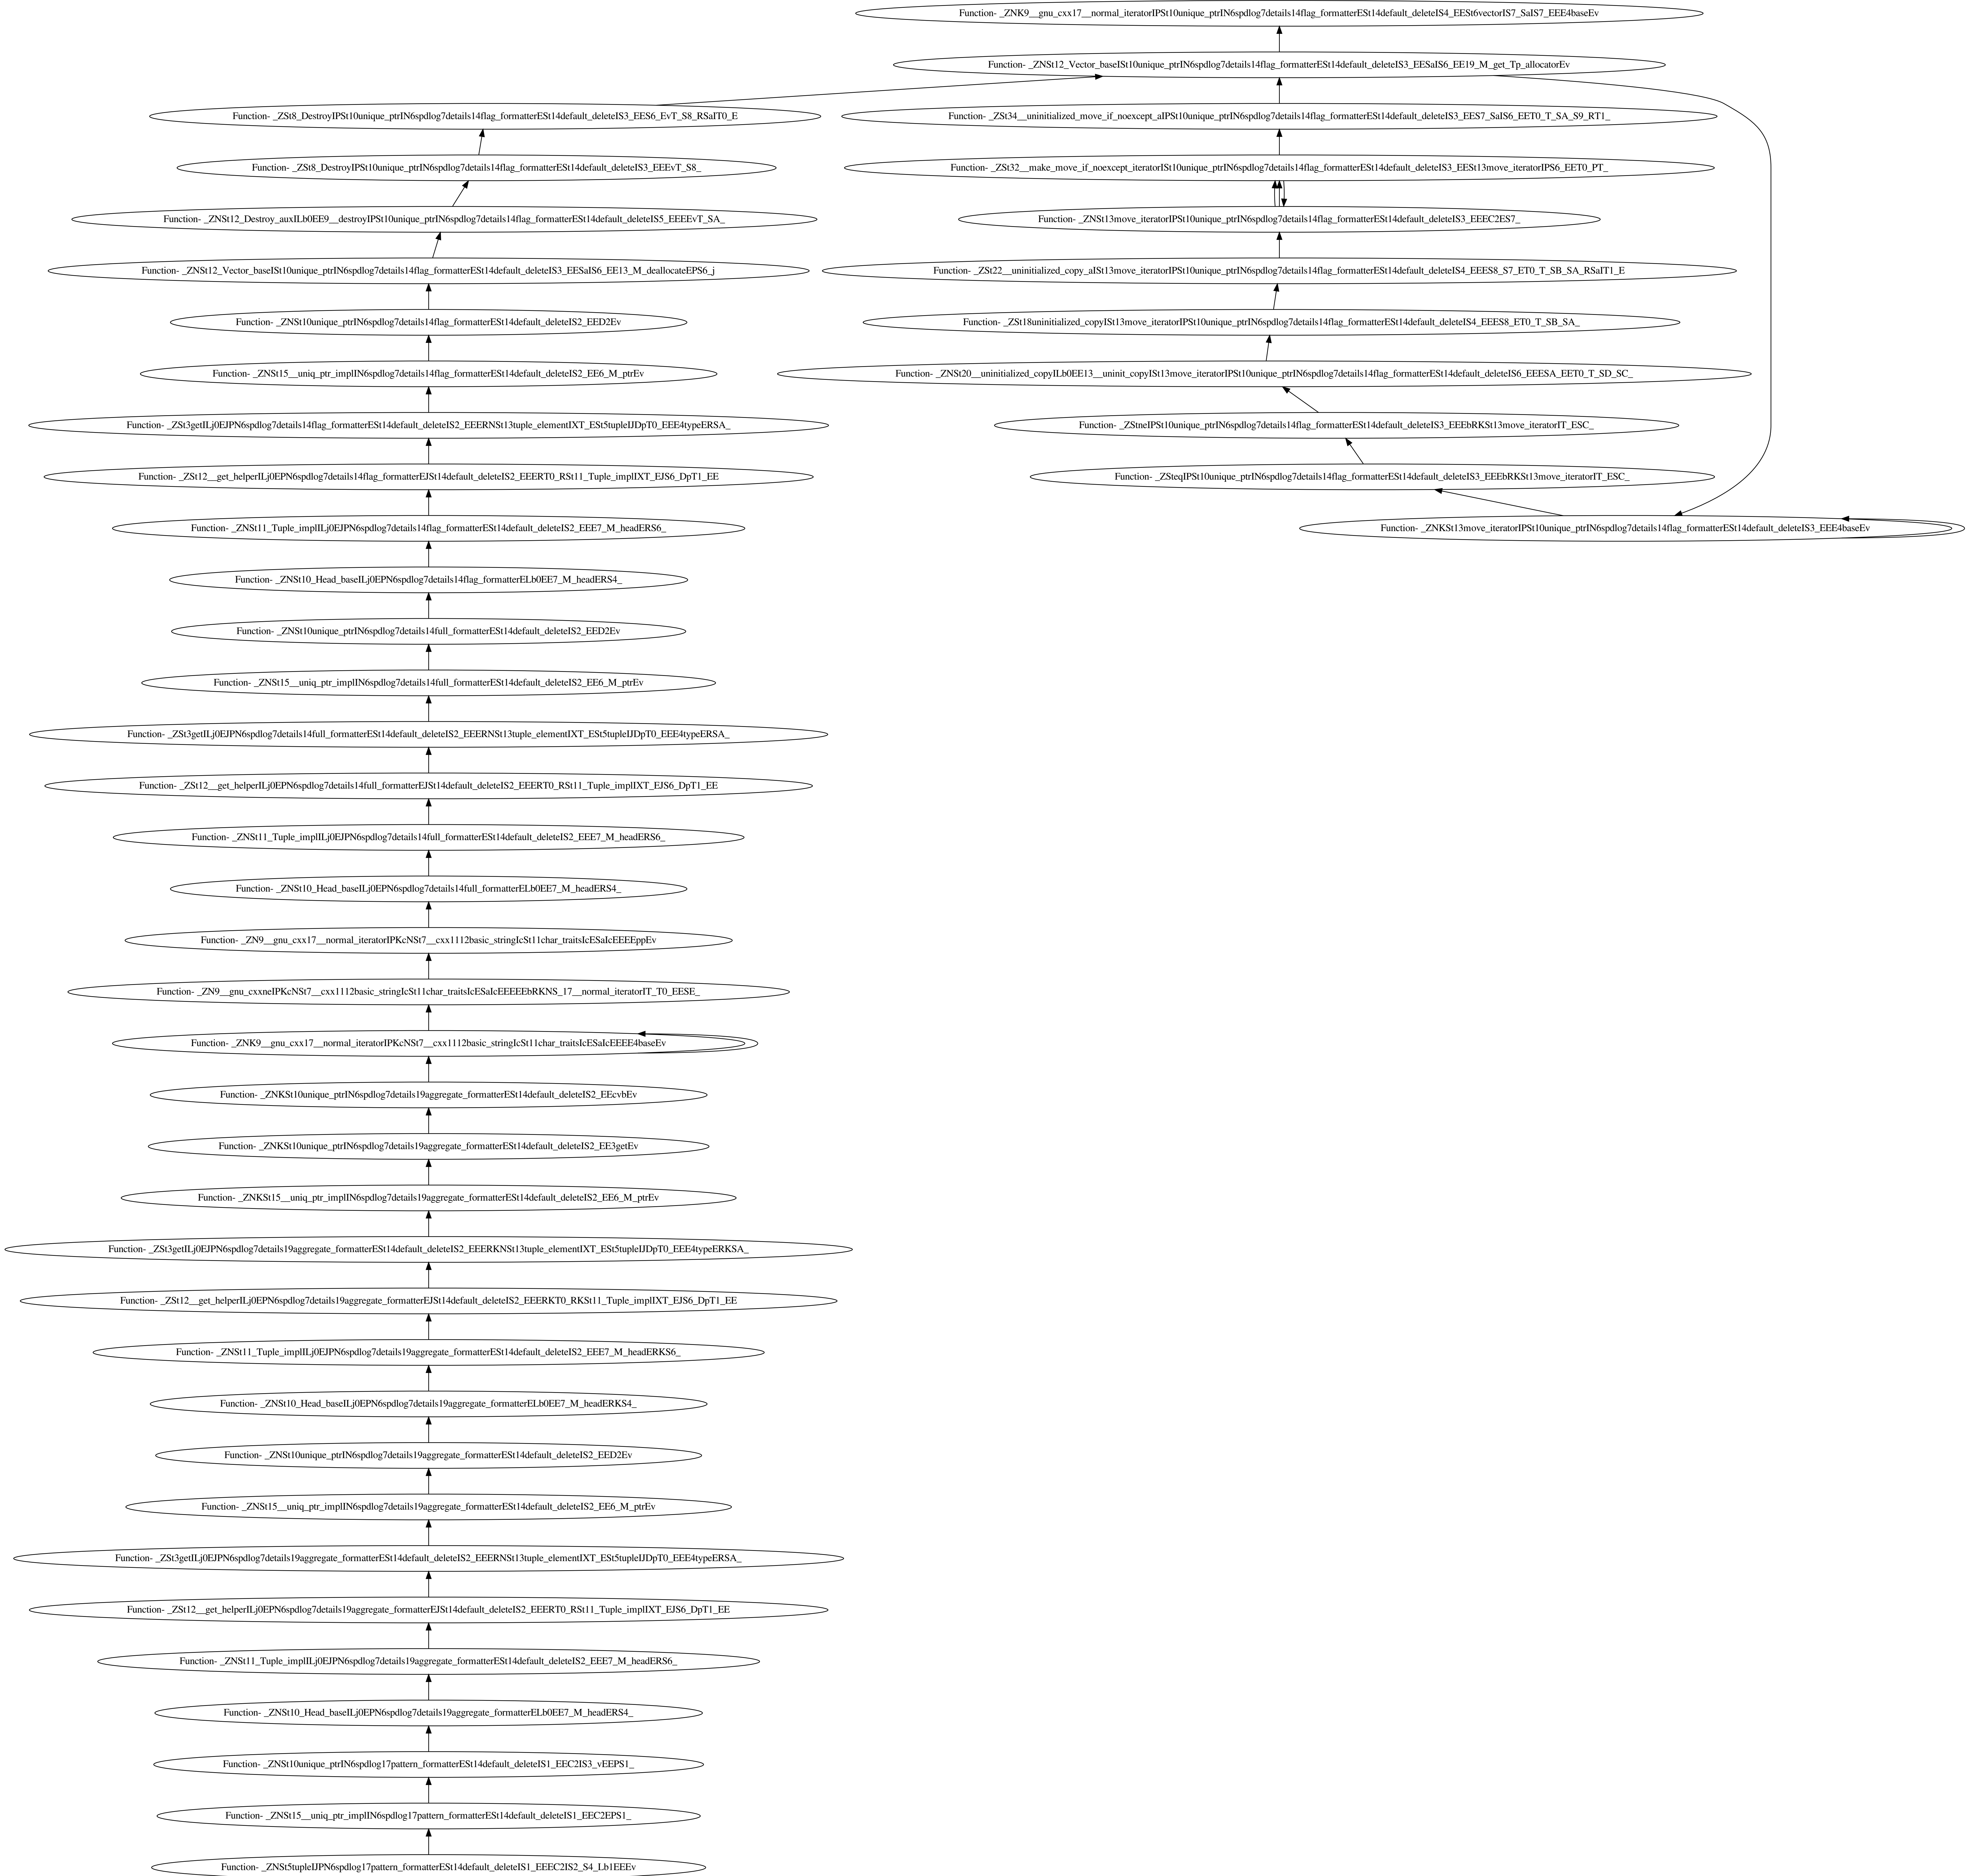 Function- _ZNK9__gnu_cxx17__normal_iteratorIPSt10unique_ptrIN6spdlog7details14flag_formatterESt14default_deleteIS4_EESt6vectorIS7_SaIS7_EEE4baseEv
Function- _ZNSt12_Vector_baseISt10unique_ptrIN6spdlog7details14flag_formatterESt14default_deleteIS3_EESaIS6_EE19_M_get_Tp_allocatorEv
Function- _ZSt8_DestroyIPSt10unique_ptrIN6spdlog7details14flag_formatterESt14default_deleteIS3_EES6_EvT_S8_RSaIT0_E
Function- _ZSt34__uninitialized_move_if_noexcept_aIPSt10unique_ptrIN6spdlog7details14flag_formatterESt14default_deleteIS3_EES7_SaIS6_EET0_T_SA_S9_RT1_
Function- _ZSt8_DestroyIPSt10unique_ptrIN6spdlog7details14flag_formatterESt14default_deleteIS3_EEEvT_S8_
Function- _ZSt32__make_move_if_noexcept_iteratorISt10unique_ptrIN6spdlog7details14flag_formatterESt14default_deleteIS3_EESt13move_iteratorIPS6_EET0_PT_
Function- _ZNSt12_Destroy_auxILb0EE9__destroyIPSt10unique_ptrIN6spdlog7details14flag_formatterESt14default_deleteIS5_EEEEvT_SA_
Function- _ZNSt13move_iteratorIPSt10unique_ptrIN6spdlog7details14flag_formatterESt14default_deleteIS3_EEEC2ES7_
Function- _ZNSt12_Vector_baseISt10unique_ptrIN6spdlog7details14flag_formatterESt14default_deleteIS3_EESaIS6_EE13_M_deallocateEPS6_j
Function- _ZSt22__uninitialized_copy_aISt13move_iteratorIPSt10unique_ptrIN6spdlog7details14flag_formatterESt14default_deleteIS4_EEES8_S7_ET0_T_SB_SA_RSaIT1_E
Function- _ZNSt10unique_ptrIN6spdlog7details14flag_formatterESt14default_deleteIS2_EED2Ev
Function- _ZSt18uninitialized_copyISt13move_iteratorIPSt10unique_ptrIN6spdlog7details14flag_formatterESt14default_deleteIS4_EEES8_ET0_T_SB_SA_
Function- _ZNSt15__uniq_ptr_implIN6spdlog7details14flag_formatterESt14default_deleteIS2_EE6_M_ptrEv
Function- _ZNSt20__uninitialized_copyILb0EE13__uninit_copyISt13move_iteratorIPSt10unique_ptrIN6spdlog7details14flag_formatterESt14default_deleteIS6_EEESA_EET0_T_SD_SC_
Function- _ZSt3getILj0EJPN6spdlog7details14flag_formatterESt14default_deleteIS2_EEERNSt13tuple_elementIXT_ESt5tupleIJDpT0_EEE4typeERSA_
Function- _ZStneIPSt10unique_ptrIN6spdlog7details14flag_formatterESt14default_deleteIS3_EEEbRKSt13move_iteratorIT_ESC_
Function- _ZSt12__get_helperILj0EPN6spdlog7details14flag_formatterEJSt14default_deleteIS2_EEERT0_RSt11_Tuple_implIXT_EJS6_DpT1_EE
Function- _ZSteqIPSt10unique_ptrIN6spdlog7details14flag_formatterESt14default_deleteIS3_EEEbRKSt13move_iteratorIT_ESC_
Function- _ZNSt11_Tuple_implILj0EJPN6spdlog7details14flag_formatterESt14default_deleteIS2_EEE7_M_headERS6_
Function- _ZNKSt13move_iteratorIPSt10unique_ptrIN6spdlog7details14flag_formatterESt14default_deleteIS3_EEE4baseEv
Function- _ZNSt10_Head_baseILj0EPN6spdlog7details14flag_formatterELb0EE7_M_headERS4_
Function- _ZNSt10unique_ptrIN6spdlog7details14full_formatterESt14default_deleteIS2_EED2Ev
Function- _ZNSt15__uniq_ptr_implIN6spdlog7details14full_formatterESt14default_deleteIS2_EE6_M_ptrEv
Function- _ZSt3getILj0EJPN6spdlog7details14full_formatterESt14default_deleteIS2_EEERNSt13tuple_elementIXT_ESt5tupleIJDpT0_EEE4typeERSA_
Function- _ZSt12__get_helperILj0EPN6spdlog7details14full_formatterEJSt14default_deleteIS2_EEERT0_RSt11_Tuple_implIXT_EJS6_DpT1_EE
Function- _ZNSt11_Tuple_implILj0EJPN6spdlog7details14full_formatterESt14default_deleteIS2_EEE7_M_headERS6_
Function- _ZNSt10_Head_baseILj0EPN6spdlog7details14full_formatterELb0EE7_M_headERS4_
Function- _ZN9__gnu_cxx17__normal_iteratorIPKcNSt7__cxx1112basic_stringIcSt11char_traitsIcESaIcEEEEppEv
Function- _ZN9__gnu_cxxneIPKcNSt7__cxx1112basic_stringIcSt11char_traitsIcESaIcEEEEEbRKNS_17__normal_iteratorIT_T0_EESE_
Function- _ZNK9__gnu_cxx17__normal_iteratorIPKcNSt7__cxx1112basic_stringIcSt11char_traitsIcESaIcEEEE4baseEv
Function- _ZNKSt10unique_ptrIN6spdlog7details19aggregate_formatterESt14default_deleteIS2_EEcvbEv
Function- _ZNKSt10unique_ptrIN6spdlog7details19aggregate_formatterESt14default_deleteIS2_EE3getEv
Function- _ZNKSt15__uniq_ptr_implIN6spdlog7details19aggregate_formatterESt14default_deleteIS2_EE6_M_ptrEv
Function- _ZSt3getILj0EJPN6spdlog7details19aggregate_formatterESt14default_deleteIS2_EEERKNSt13tuple_elementIXT_ESt5tupleIJDpT0_EEE4typeERKSA_
Function- _ZSt12__get_helperILj0EPN6spdlog7details19aggregate_formatterEJSt14default_deleteIS2_EEERKT0_RKSt11_Tuple_implIXT_EJS6_DpT1_EE
Function- _ZNSt11_Tuple_implILj0EJPN6spdlog7details19aggregate_formatterESt14default_deleteIS2_EEE7_M_headERKS6_
Function- _ZNSt10_Head_baseILj0EPN6spdlog7details19aggregate_formatterELb0EE7_M_headERKS4_
Function- _ZNSt10unique_ptrIN6spdlog7details19aggregate_formatterESt14default_deleteIS2_EED2Ev
Function- _ZNSt15__uniq_ptr_implIN6spdlog7details19aggregate_formatterESt14default_deleteIS2_EE6_M_ptrEv
Function- _ZSt3getILj0EJPN6spdlog7details19aggregate_formatterESt14default_deleteIS2_EEERNSt13tuple_elementIXT_ESt5tupleIJDpT0_EEE4typeERSA_
Function- _ZSt12__get_helperILj0EPN6spdlog7details19aggregate_formatterEJSt14default_deleteIS2_EEERT0_RSt11_Tuple_implIXT_EJS6_DpT1_EE
Function- _ZNSt11_Tuple_implILj0EJPN6spdlog7details19aggregate_formatterESt14default_deleteIS2_EEE7_M_headERS6_
Function- _ZNSt10_Head_baseILj0EPN6spdlog7details19aggregate_formatterELb0EE7_M_headERS4_
Function- _ZNSt10unique_ptrIN6spdlog17pattern_formatterESt14default_deleteIS1_EEC2IS3_vEEPS1_
Function- _ZNSt15__uniq_ptr_implIN6spdlog17pattern_formatterESt14default_deleteIS1_EEC2EPS1_
Function- _ZNSt5tupleIJPN6spdlog17pattern_formatterESt14default_deleteIS1_EEEC2IS2_S4_Lb1EEEv